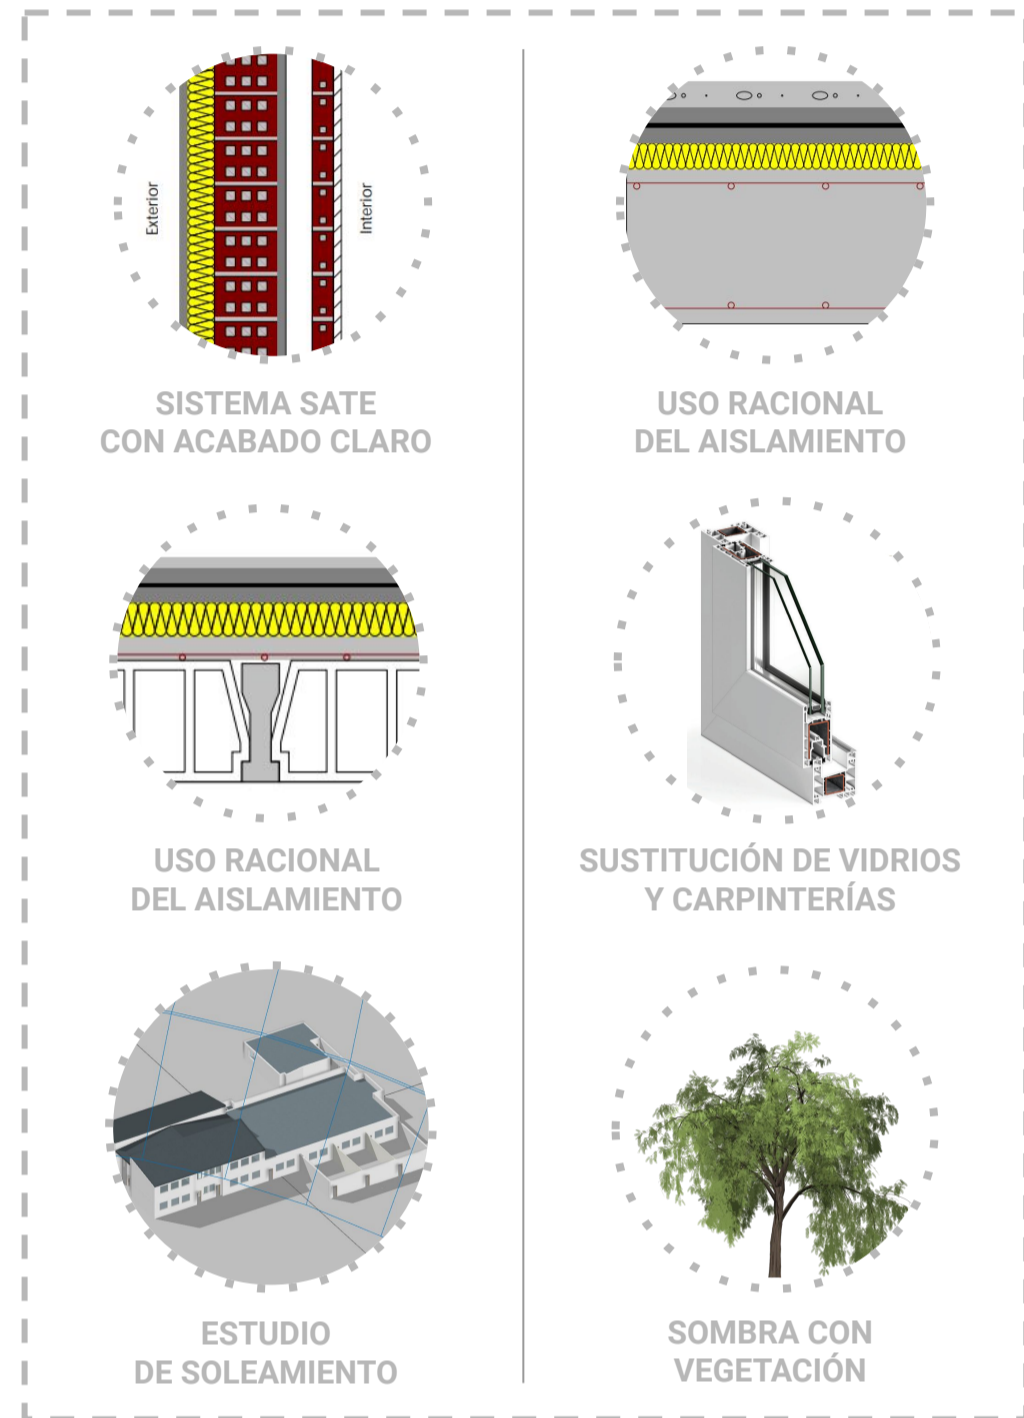 Exterior
Interior
SISTEMA SATE
CON ACABADO CLARO
USO RACIONAL
DEL AISLAMIENTO
USO RACIONAL
DEL AISLAMIENTO
SUSTITUCIÓN DE VIDRIOS
Y CARPINTERÍAS
ESTUDIO
DE SOLEAMIENTO
SOMBRA CON
VEGETACIÓN